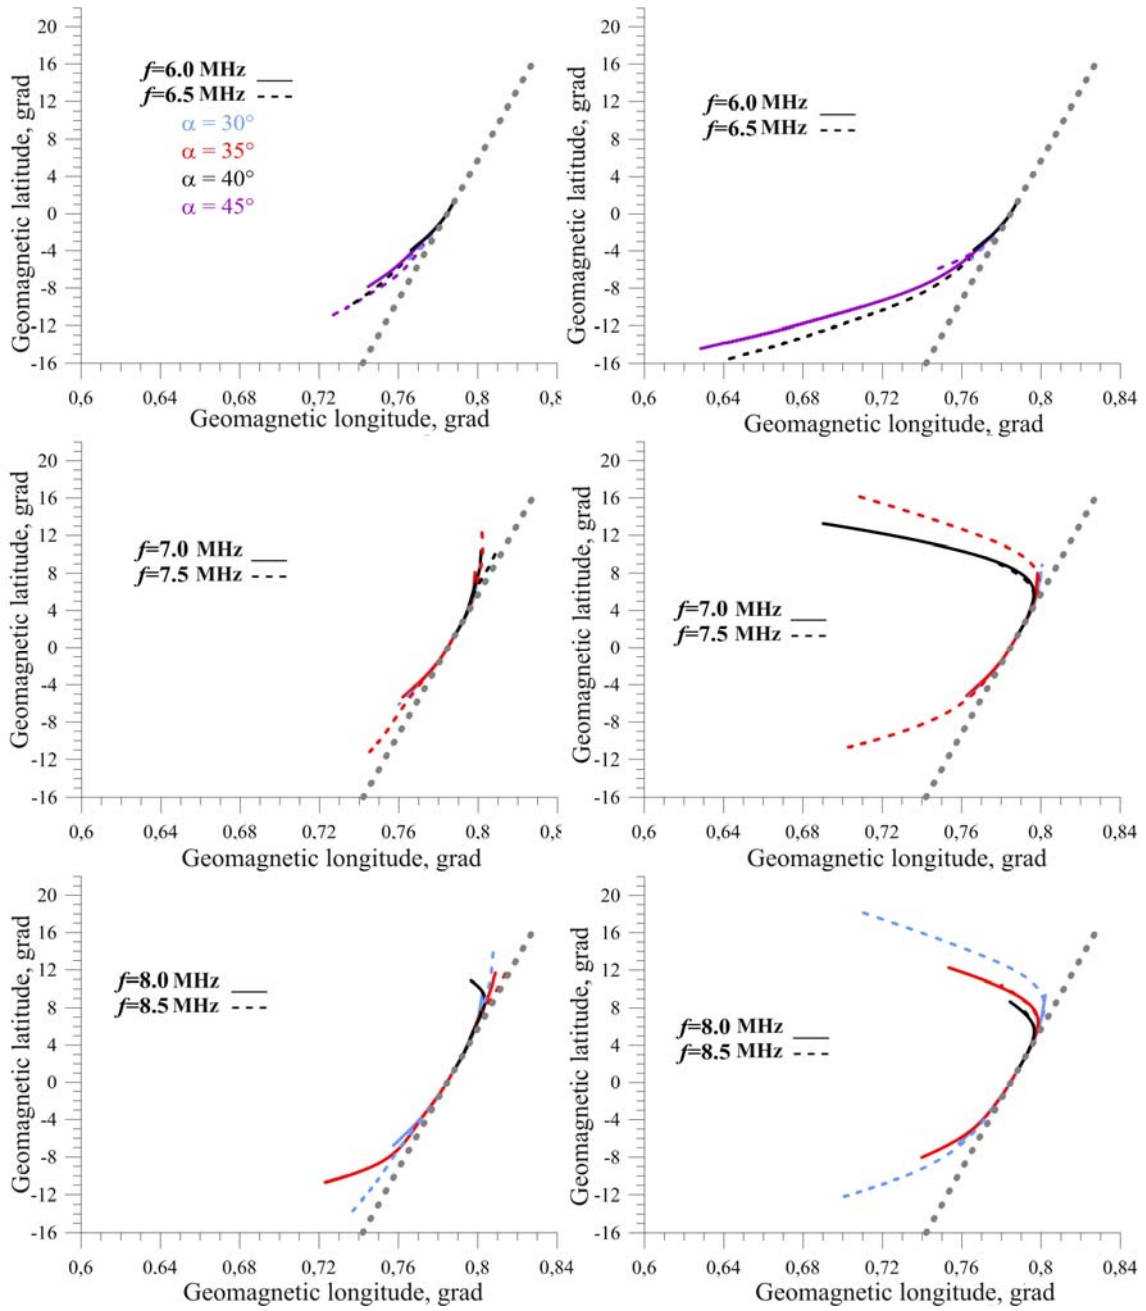 20
16
12
8
4
0
-4
-8
-12
-16
Geomagnetic latitude, grad
f=6.0 MHz
f=6.5 MHz
α = 30°
α = 35°
α = 40°
α = 45°
0,6 0,64 0,68 0,72 0,76 0,8 0,8
Geomagnetic longitude, grad
20
16
12
8
4
0
-4
-8
-12
-16
Geomagnetic latitude, grad
f=6.0 MHz
f=6.5 MHz
0,6 0,64 0,68 0,72 0,76 0,8 0,84
Geomagnetic longitude, grad
20
16
12
8
4
0
-4
-8
-12
-16
Geomagnetic latitude, grad
f=7.0 MHz
f=7.5 MHz
0,6 0,64 0,68 0,72 0,76 0,8 0,8
Geomagnetic longitude, grad
20
16
12
8
4
0
-4
-8
-12
-16
Geomagnetic latitude, grad
f=7.0 MHz
f=7.5 MHz
0,6 0,64 0,68 0,72 0,76 0,8 0,84
Geomagnetic longitude, grad
20
16
12
8
4
0
-4
-8
-12
-16
Geomagnetic latitude, grad
f=8.0 MHz
f=8.5 MHz
0,6 0,64 0,68 0,72 0,76 0,8 0,84
Geomagnetic longitude, grad
20
16
12
8
4
0
-4
-8
-12
-16
Geomagnetic latitude, grad
f=8.0 MHz
f=8.5 MHz
0,6 0,64 0,68 0,72 0,76 0,8 0,84
Geomagnetic longitude, grad